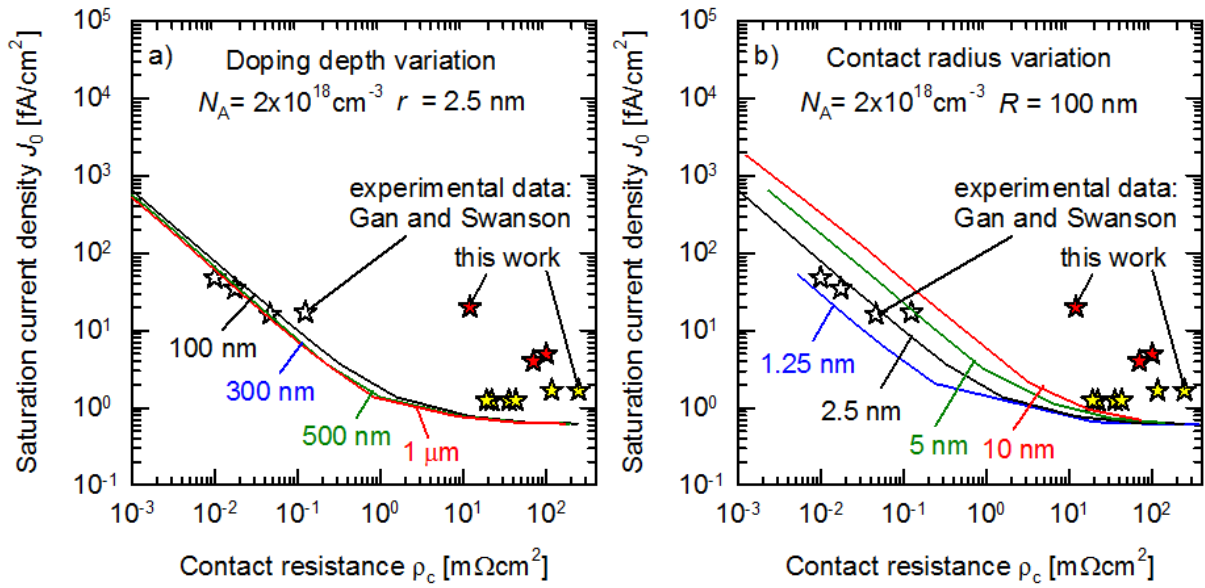 a) Doping depth variation
N_A = 2x10^18 cm^-3 r = 2.5 nm
experimental data:
Gan and Swanson
this work
100 nm
300 nm
500 nm
1 μm
10^5
10^4
10^3
10^2
10^1
10^0
10^-1
Saturation current density J_0 [fA/cm^2]
10^-3 10^-2 10^-1 10^0 10^1 10^2
Contact resistance ρ_c [mΩcm^2]
b) Contact radius variation
N_A = 2x10^18 cm^-3 R = 100 nm
experimental data:
Gan and Swanson
this work
1.25 nm
2.5 nm
5 nm
10 nm
10^5
10^4
10^3
10^2
10^1
10^0
10^-1
Saturation current density J_0 [fA/cm^2]
10^-3 10^-2 10^-1 10^0 10^1 10^2
Contact resistance ρ_c [mΩcm^2]